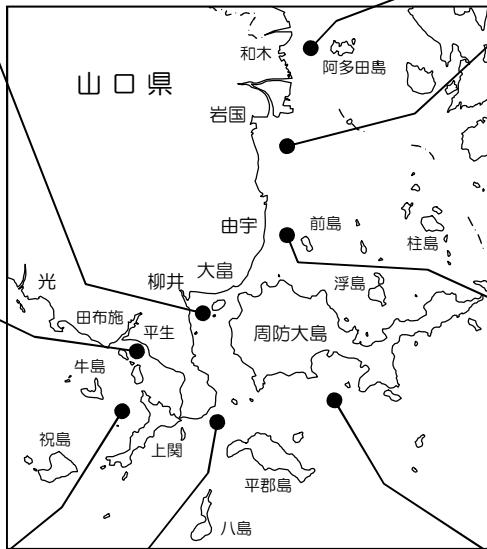 和木
阿多田島
山口県
岩国
由宇
前島
柱島
大畠
柳井
光
浮島
田布施
平生
周防大島
牛島
祝島
上関
平郡島
八島